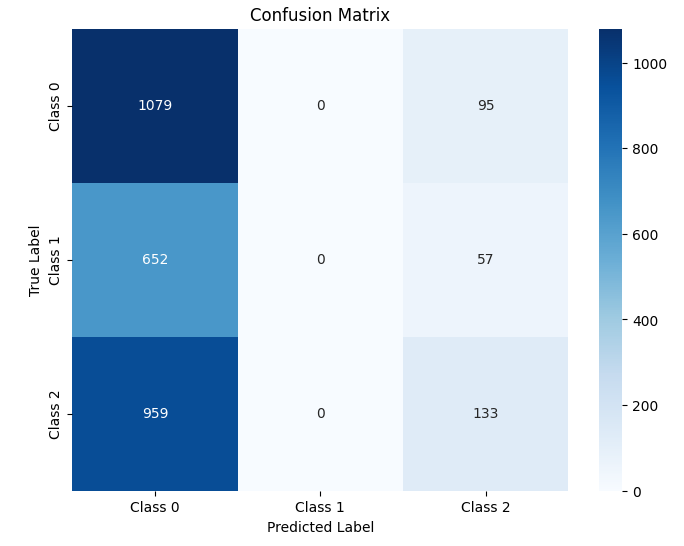 Confusion Matrix
True Label
Class 0
1079 0 95
Class 1
652 0 57
Class 2
959 0 133
Class 0 Class 1 Class 2
Predicted Label
1000
800
600
400
200
0